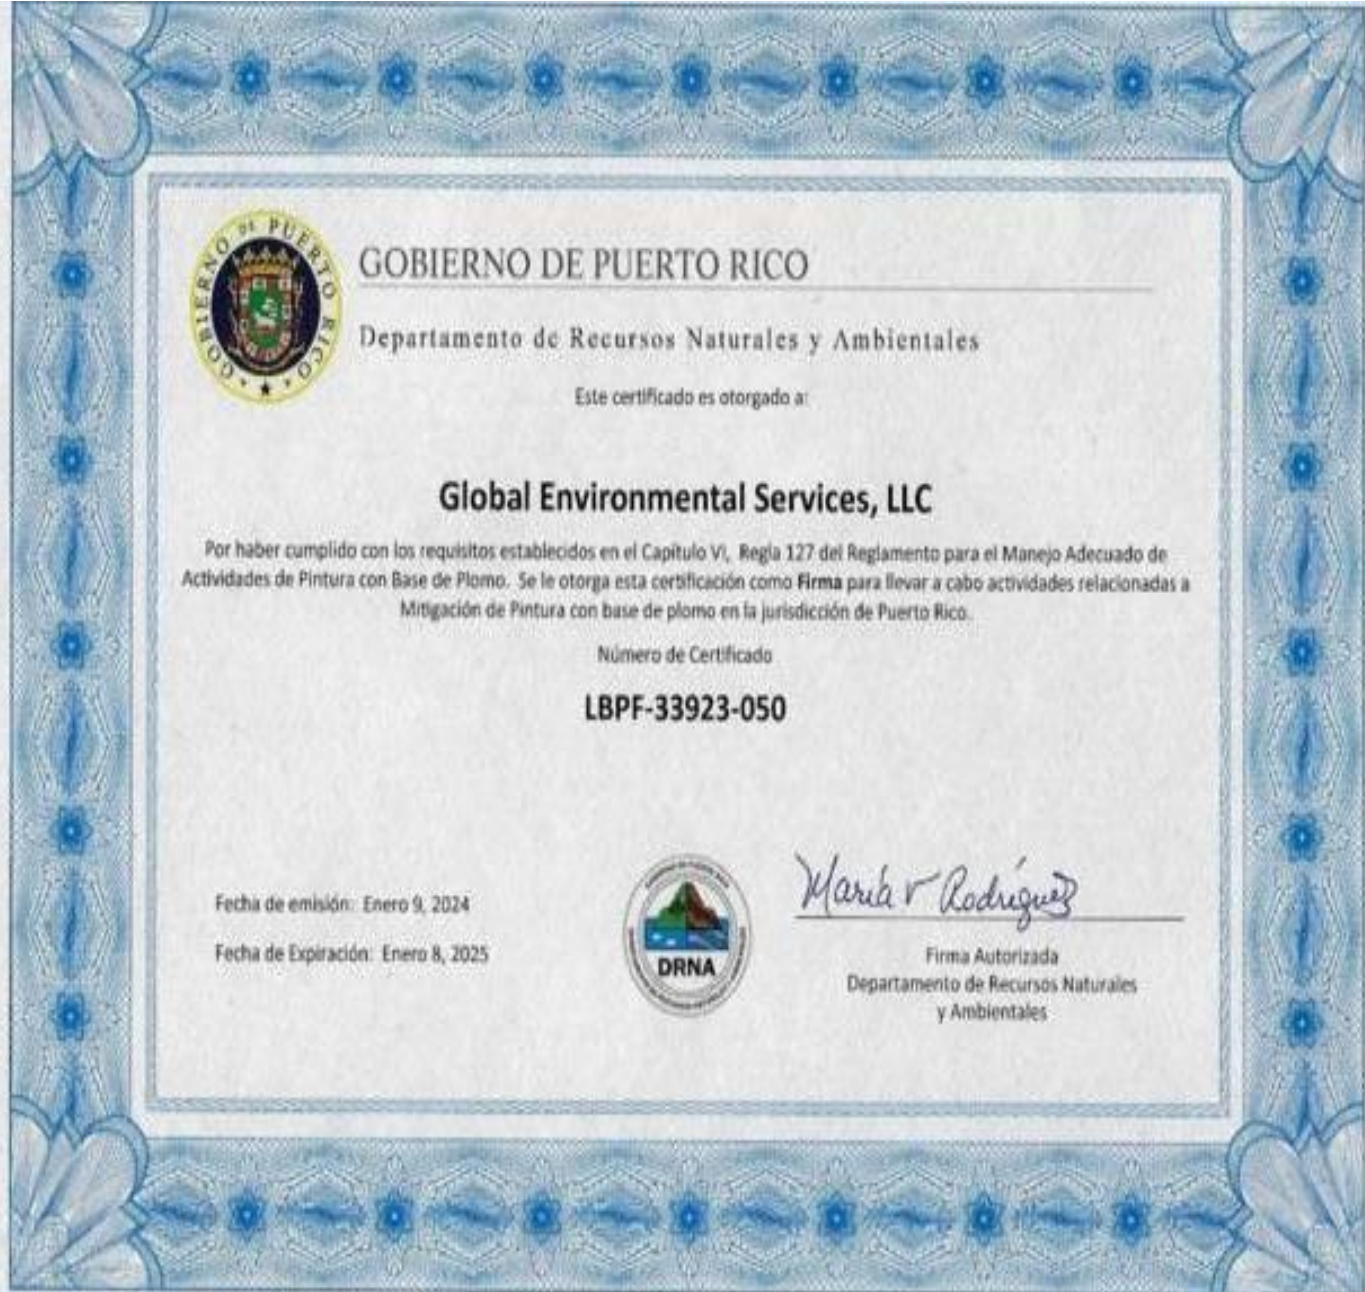 GOBIERNO DE PUERTO RICO
GOBIERNO DE PUERTO RICO
Departamento de Recursos Naturales y Ambientales
Este certificado es otorgado a:
Global Environmental Services, LLC
Por haber cumplido con los requisitos establecidos en el Capítulo VI, Regla 127 del Reglamento para el Manejo Adecuado de
Actividades de Pintura con Base de Plomo. Se le otorga esta certificación como Firma para llevar a cabo actividades relacionadas a
Mitigación de Pintura con base de plomo en la jurisdicción de Puerto Rico.
Número de Certificado
LBPF-33923-050
Fecha de emisión: Enero 9, 2024
Fecha de Expiración: Enero 8, 2025
DRNA
María V Rodríguez
Firma Autorizada
Departamento de Recursos Naturales
y Ambientales